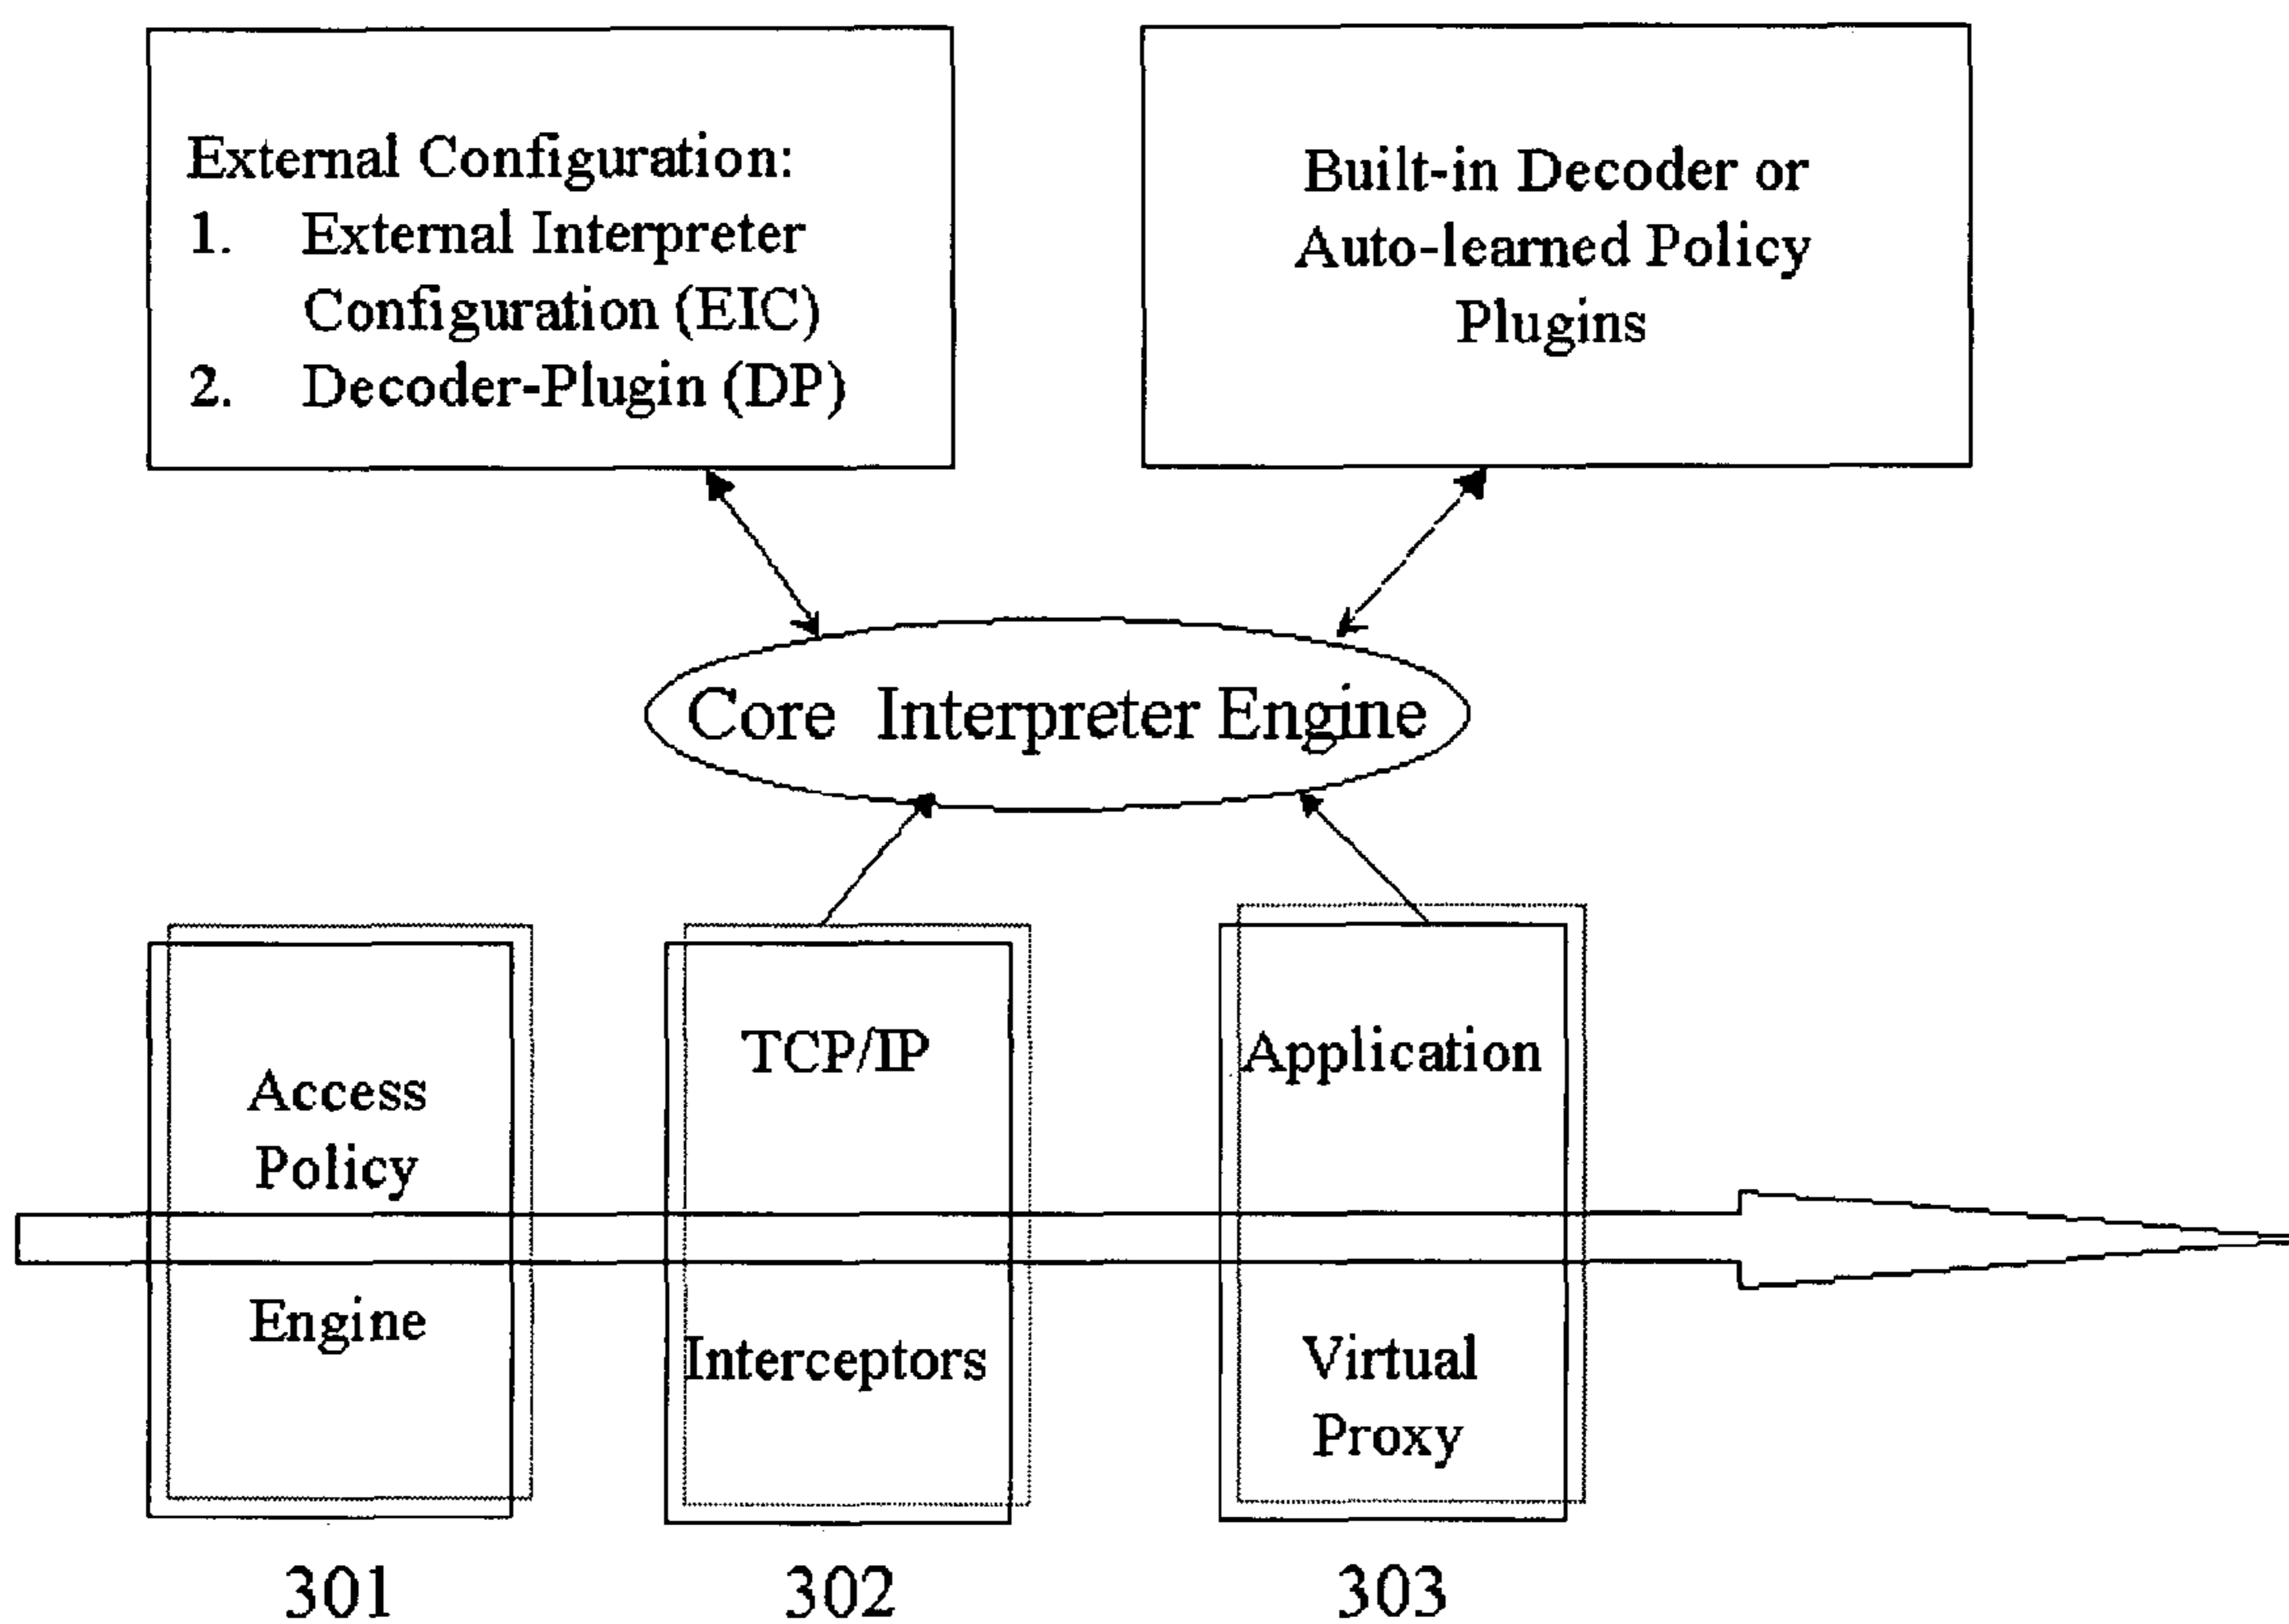 External Configuration:
1. External Interpreter
Configuration (EIC)
2. Decoder-Plugin (DP)
Built-in Decoder or
Auto-learned Policy
Plugins
Core Interpreter Engine
Access
Policy
Engine
TCP/IP
Interceptors
Application
Virtual
Proxy
301
302
303